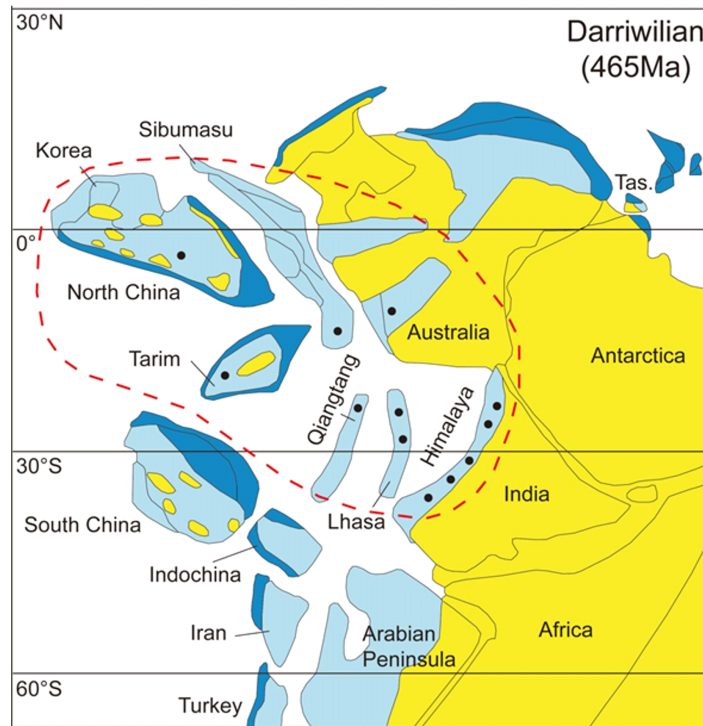 30°N
Darriwilian
(465Ma)
Sibumasu
Korea
Tas.
0°
North China
Australia
Antarctica
Tarim
Qiangtang
Himalaya
30°S
India
South China
Lhasa
Indochina
Iran
Arabian
Peninsula
Africa
60°S
Turkey